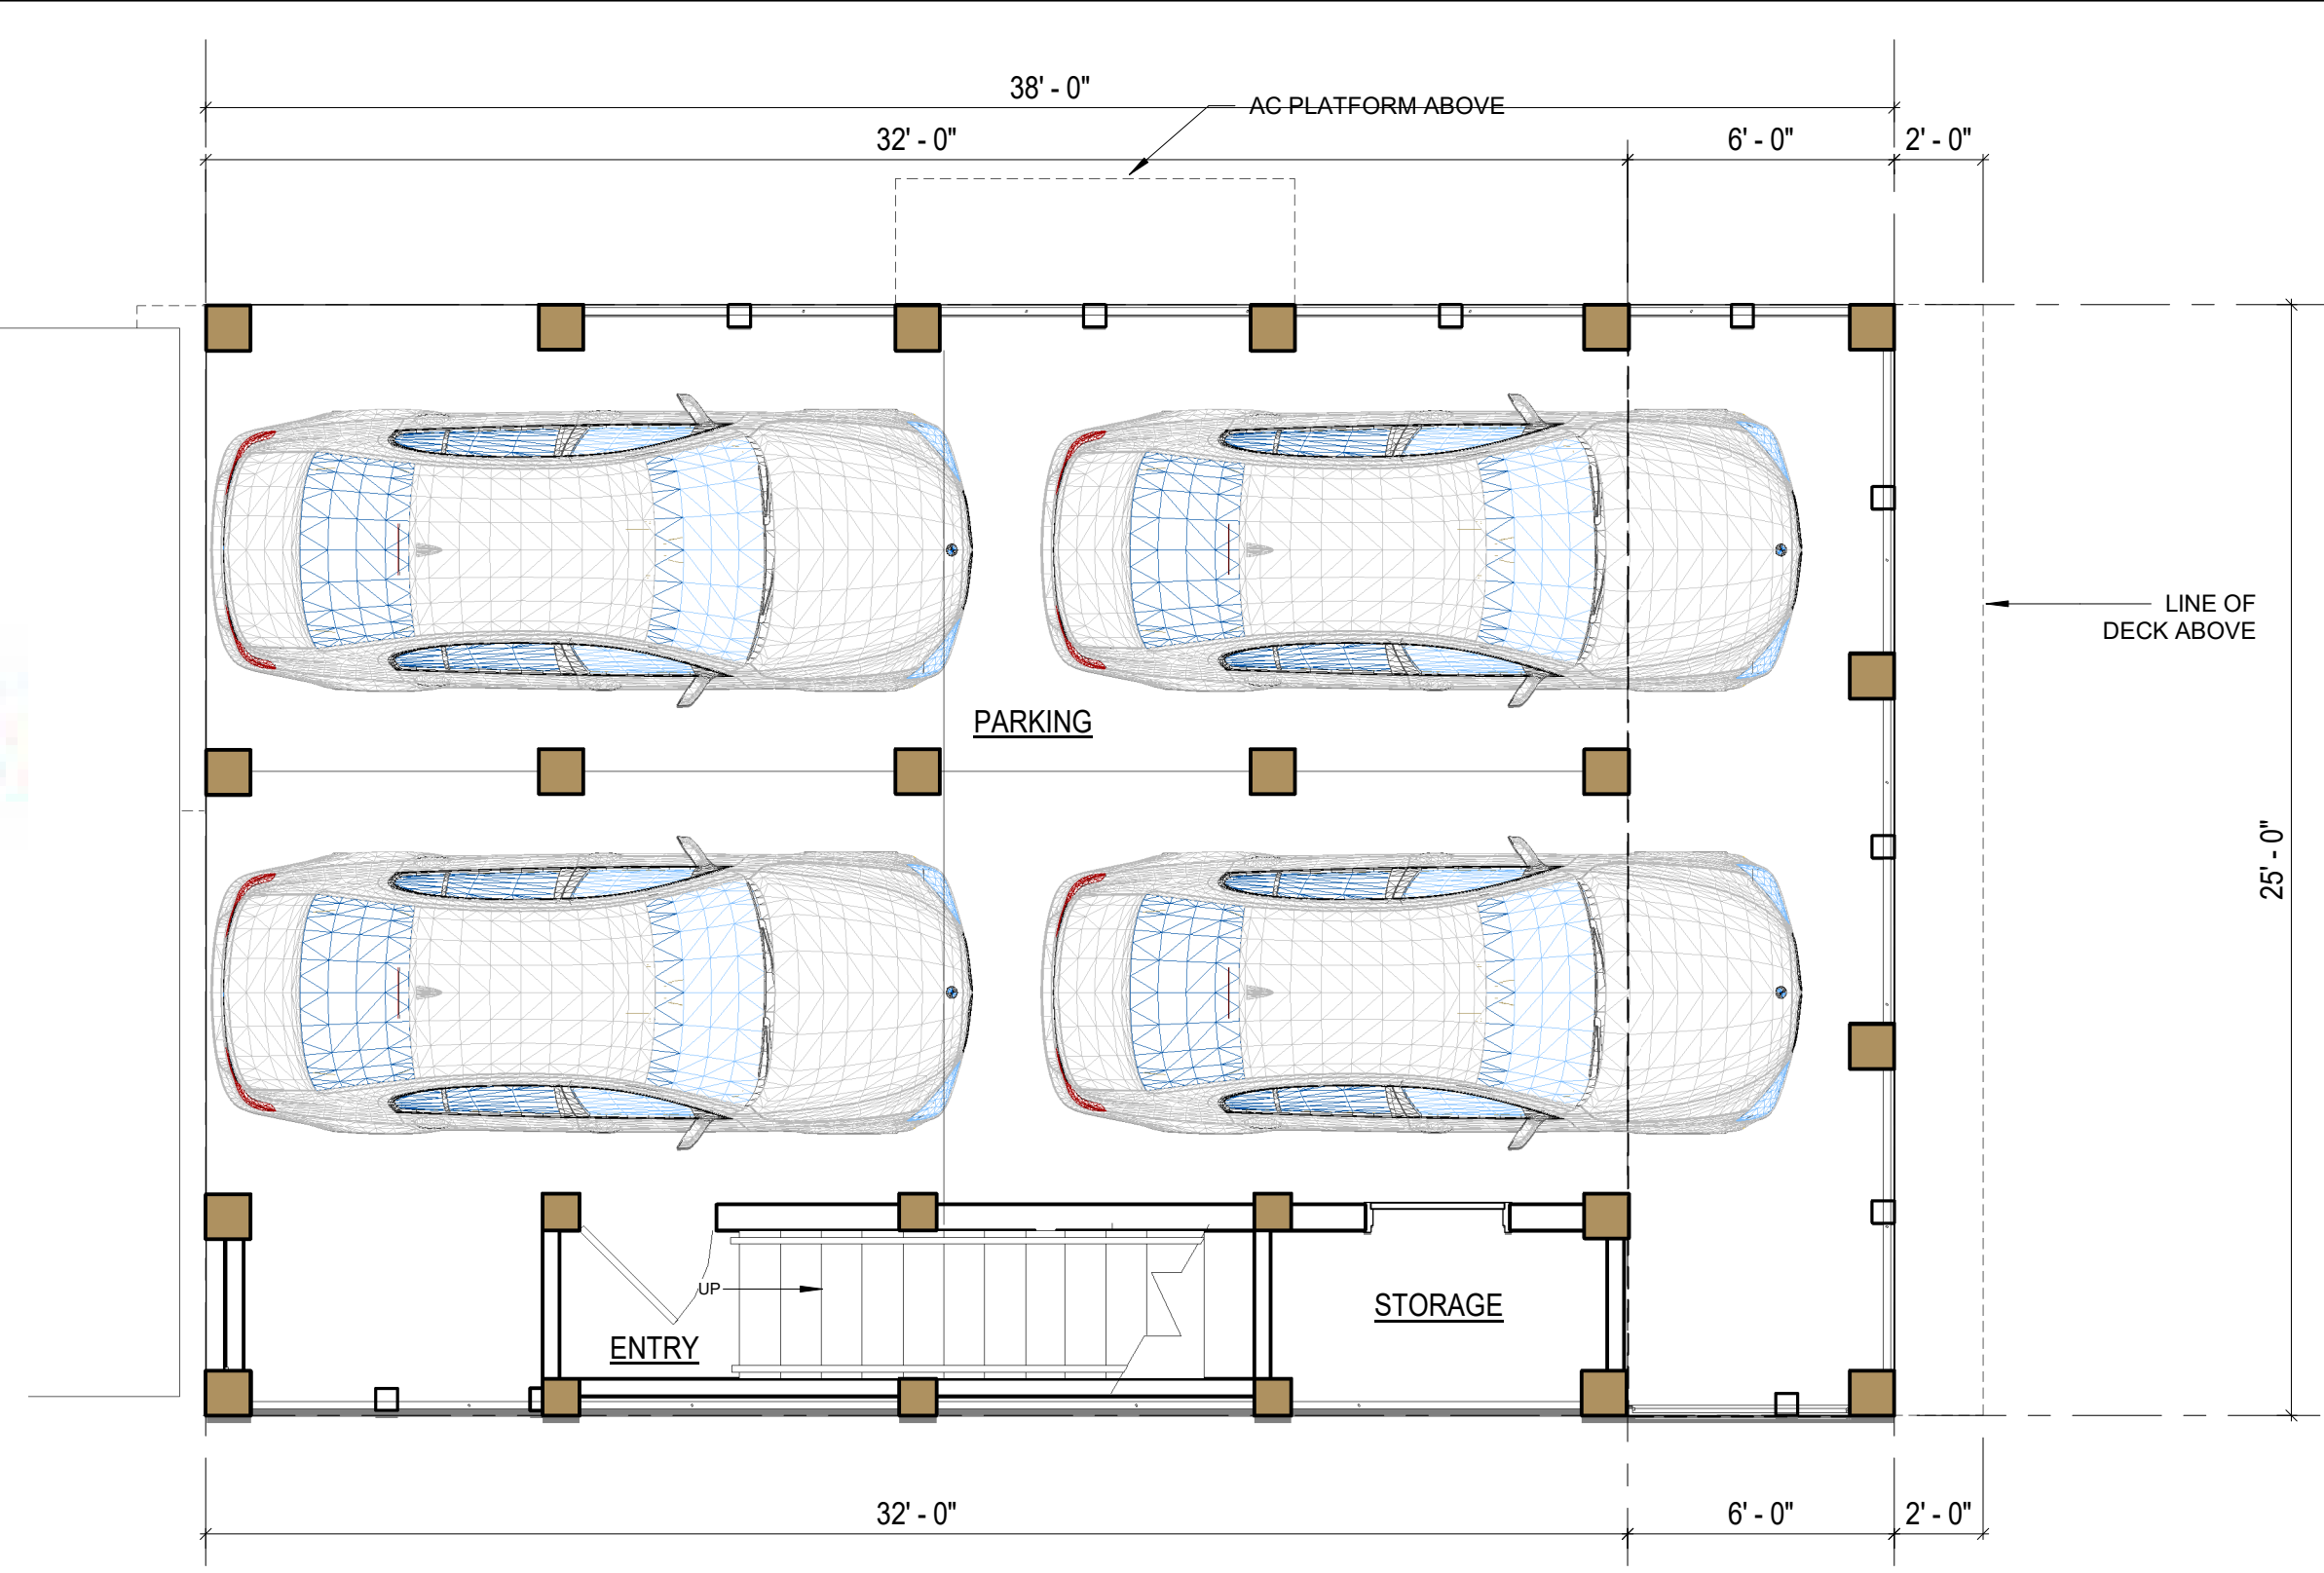 38' - 0"
AC PLATFORM ABOVE
32' - 0"
6' - 0"
2' - 0"
LINE OF
DECK ABOVE
PARKING
25' - 0"
UP
STORAGE
ENTRY
32' - 0"
6' - 0"
2' - 0"